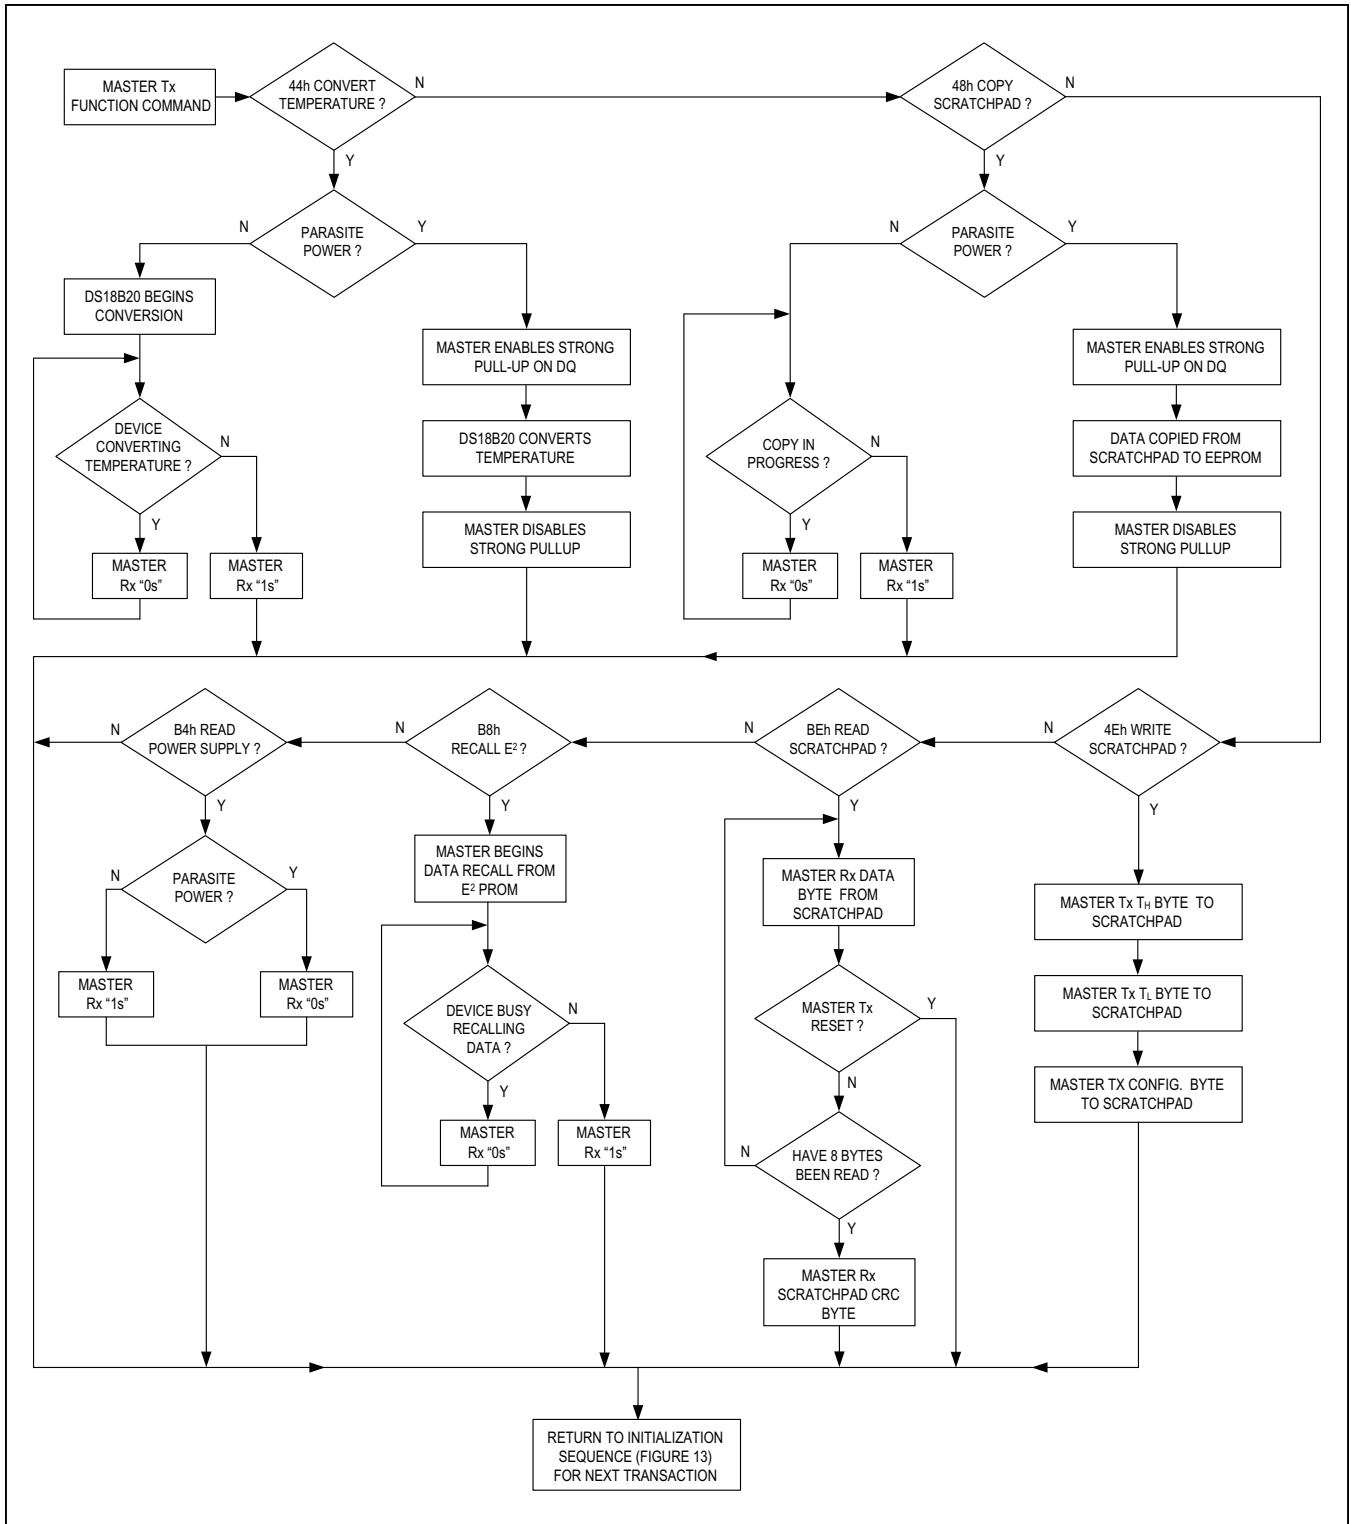 MASTER Tx
FUNCTION COMMAND
44h CONVERT
TEMPERATURE ?
N
48h COPY
SCRATCHPAD ?
N
Y
Y
N
PARASITE
POWER ?
Y
N
PARASITE
POWER ?
Y
DS18B20 BEGINS
CONVERSION
MASTER ENABLES STRONG
PULL-UP ON DQ
MASTER ENABLES STRONG
PULL-UP ON DQ
DEVICE
CONVERTING
TEMPERATURE ?
N
DS18B20 CONVERTS
TEMPERATURE
COPY IN
PROGRESS ?
N
DATA COPIED FROM
SCRATCHPAD TO EEPROM
Y
Y
MASTER
Rx “0s”
MASTER
Rx “1s”
MASTER DISABLES
STRONG PULLUP
MASTER
Rx “0s”
MASTER
Rx “1s”
MASTER DISABLES
STRONG PULLUP
N
B4h READ
POWER SUPPLY ?
N
B8h
RECALL E² ?
N
BEh READ
SCRATCHPAD ?
N
4Eh WRITE
SCRATCHPAD ?
Y
Y
Y
Y
N
PARASITE
POWER ?
Y
MASTER BEGINS
DATA RECALL FROM
E² PROM
MASTER Rx DATA
BYTE FROM
SCRATCHPAD
MASTER Tx TH BYTE TO
SCRATCHPAD
MASTER
Rx “1s”
MASTER
Rx “0s”
DEVICE BUSY
RECALLING
DATA ?
N
MASTER Tx
RESET ?
Y
MASTER Tx TL BYTE TO
SCRATCHPAD
Y
N
MASTER TX CONFIG. BYTE
TO SCRATCHPAD
MASTER
Rx “0s”
MASTER
Rx “1s”
N
HAVE 8 BYTES
BEEN READ ?
Y
MASTER Rx
SCRATCHPAD CRC
BYTE
RETURN TO INITIALIZATION
SEQUENCE (FIGURE 13)
FOR NEXT TRANSACTION